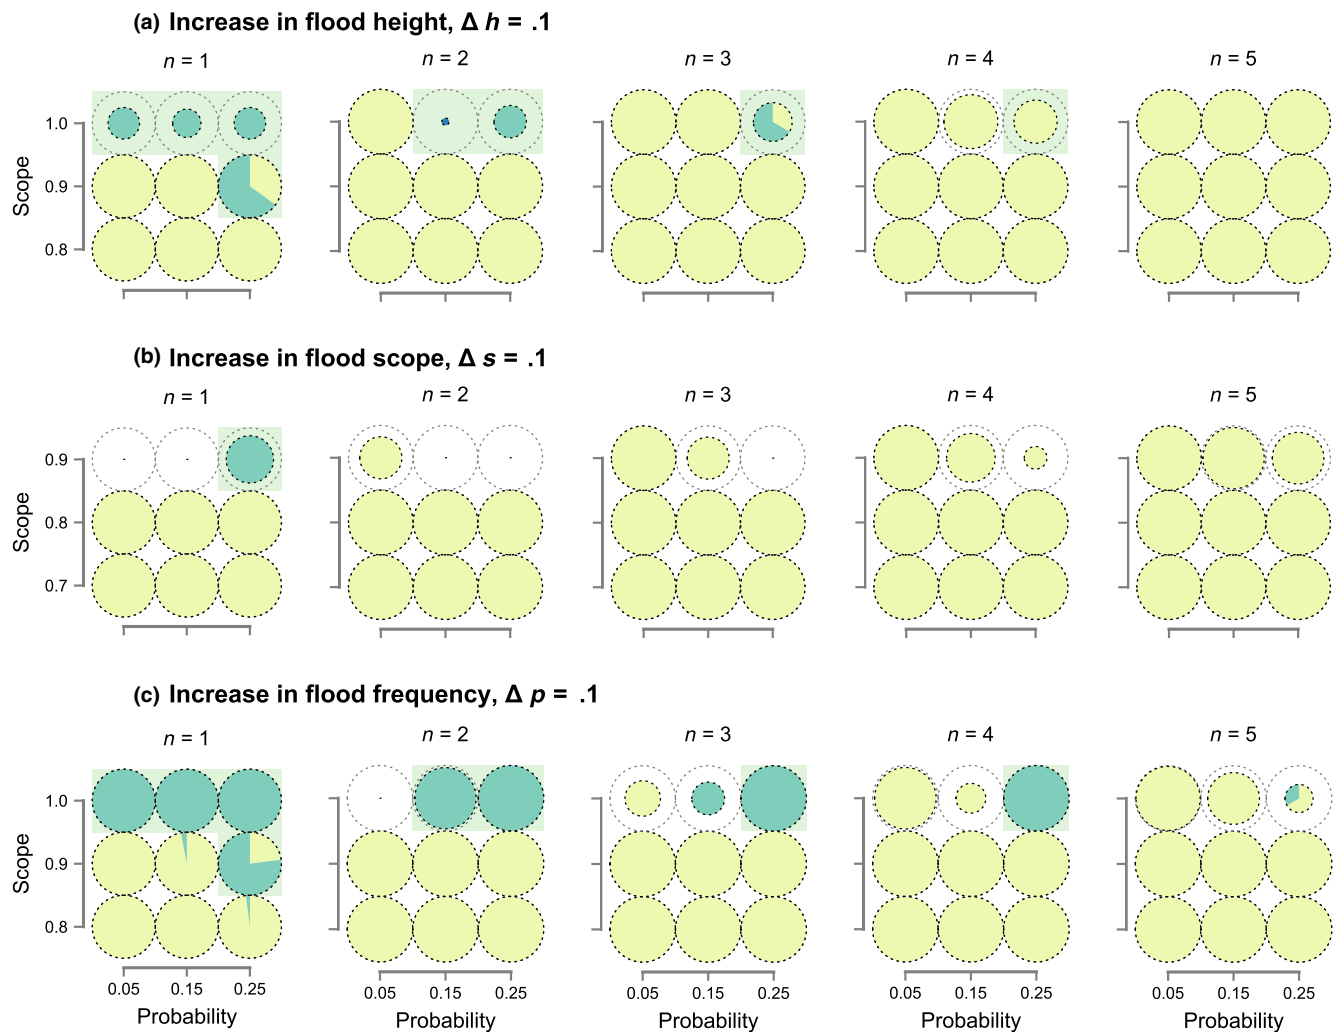 (a) Increase in flood height, Δ h = .1
n = 1
n = 2
n = 3
n = 4
n = 5
Scope
1.0
0.9
0.8
(b) Increase in flood scope, Δ s = .1
n = 1
n = 2
n = 3
n = 4
n = 5
Scope
0.9
0.8
0.7
(c) Increase in flood frequency, Δ p = .1
n = 1
n = 2
n = 3
n = 4
n = 5
Scope
1.0
0.9
0.8
0.05 0.15 0.25
0.05 0.15 0.25
0.05 0.15 0.25
0.05 0.15 0.25
0.05 0.15 0.25
Probability
Probability
Probability
Probability
Probability